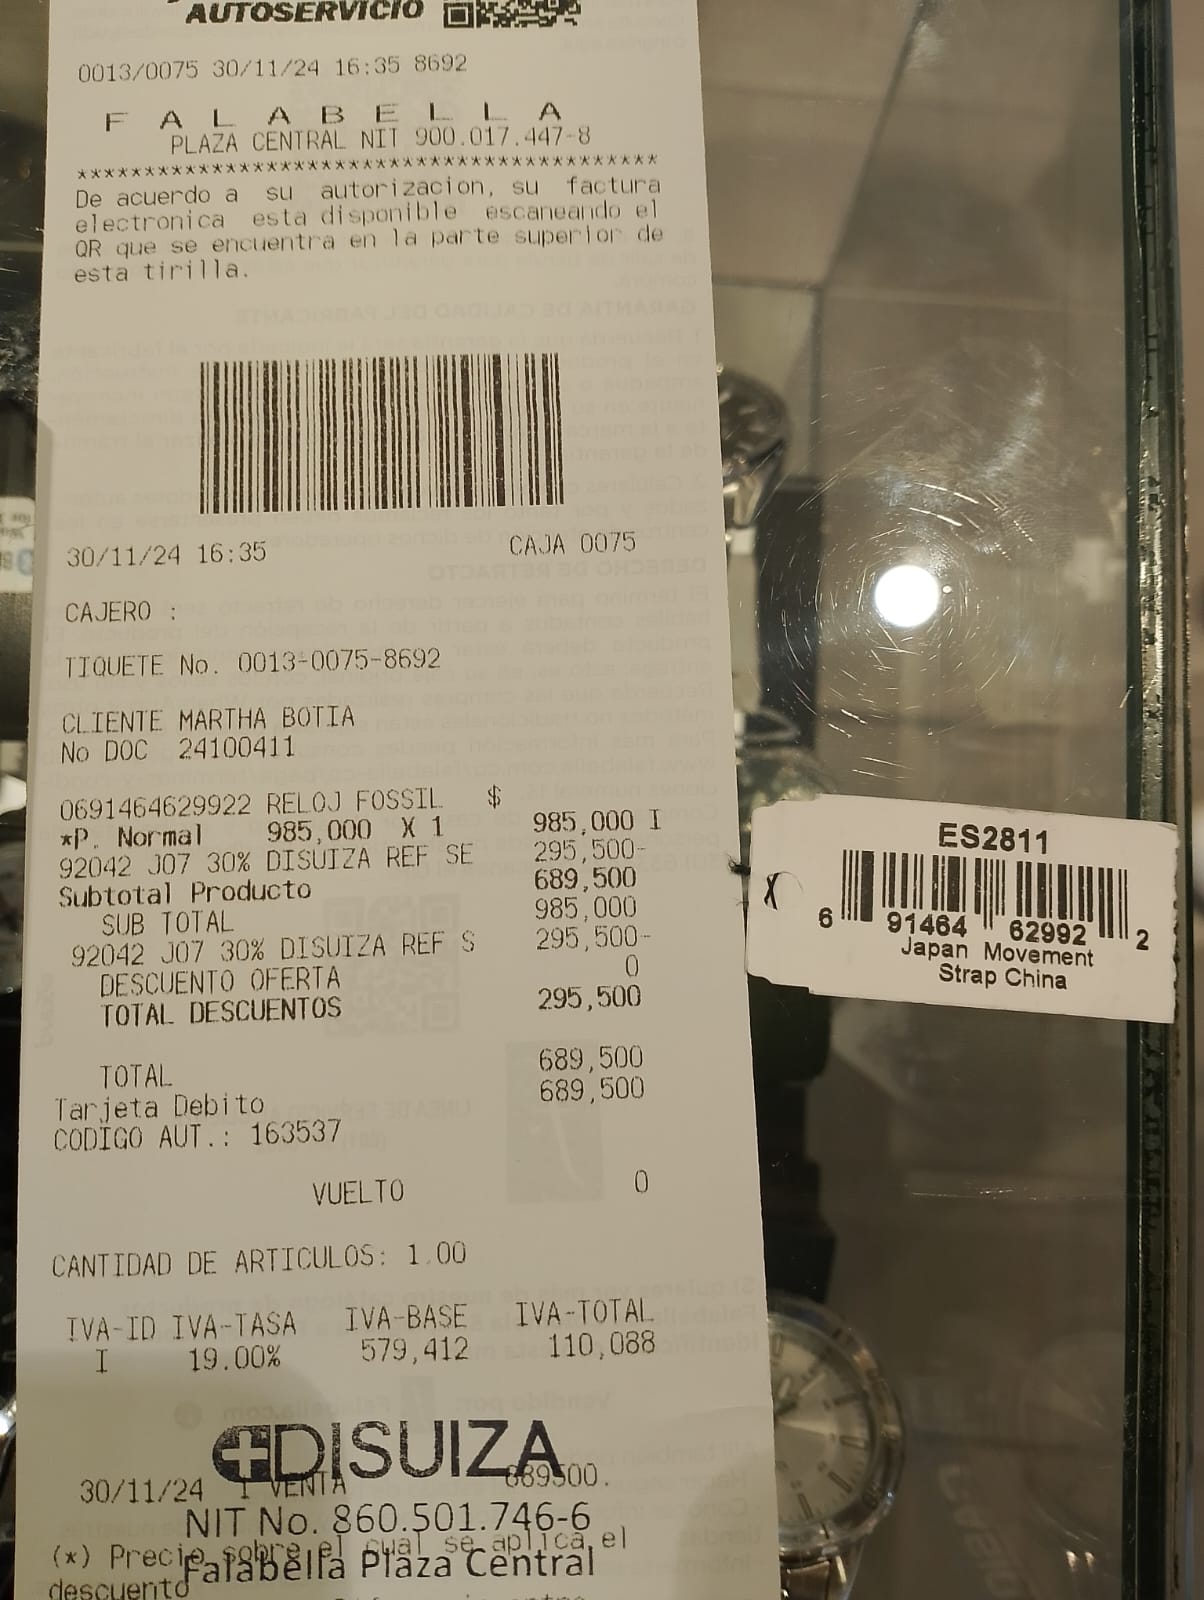 AUTOSERVICIO
0013/0075 30/11/24 16:35 8692
F A L A B E L L A
PLAZA CENTRAL NIT 900.017.447-8
*******************************************
De acuerdo a su autorizacion, su factura
electronica esta disponible escaneando el
QR que se encuentra en la parte superior de
esta tirilla.
30/11/24 16:35 CAJA 0075
CAJERO :
TIQUETE No. 0013-0075-8692
CLIENTE MARTHA BOTIA
No DOC 24100411
0691464629922 RELOJ FOSSIL $
*P. Normal 985,000 X 1 985,000 I
92042 J07 30% DISUIZA REF SE 295,500-
Subtotal Producto 689,500
SUB TOTAL 985,000
92042 J07 30% DISUIZA REF S 295,500-
DESCUENTO OFERTA 0
TOTAL DESCUENTOS 295,500
TOTAL 689,500
Tarjeta Debito 689,500
CODIGO AUT.: 163537
VUELTO 0
CANTIDAD DE ARTICULOS: 1.00
IVA-ID IVA-TASA IVA-BASE IVA-TOTAL
I 19.00% 579,412 110,088
DISUIZA
30/11/24 1 VENTA 689500.
NIT No. 860.501.746-6
(*) Precio sobre el cual se aplica el
Falabella Plaza Central
descuento
ES2811
6 91464 62992 2
Japan Movement
Strap China